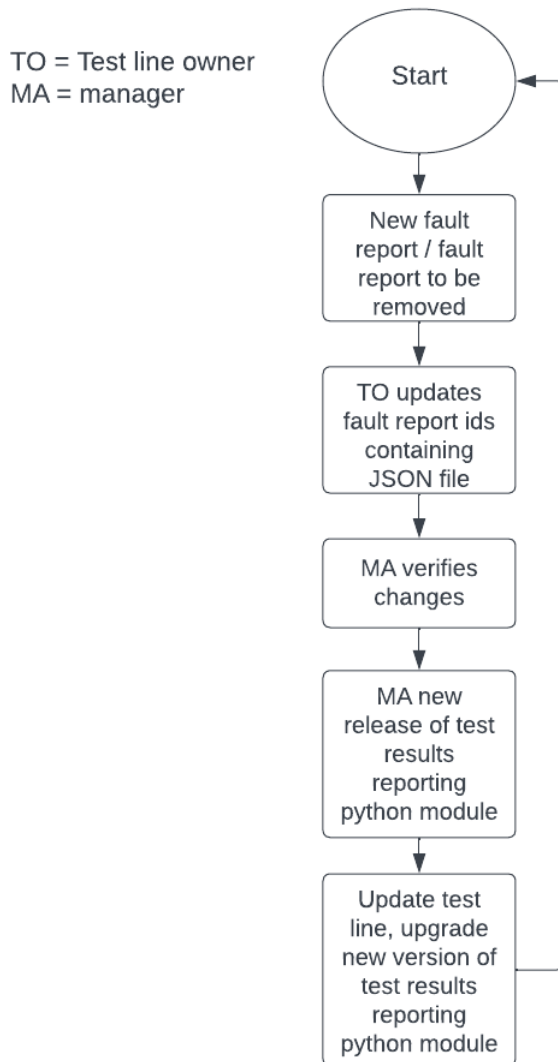 TO = Test line owner
MA = manager
Start
New fault
report / fault
report to be
removed
TO updates
fault report ids
containing
JSON file
MA verifies
changes
MA new
release of test
results
reporting
python module
Update test
line, upgrade
new version of
test results
reporting
python module